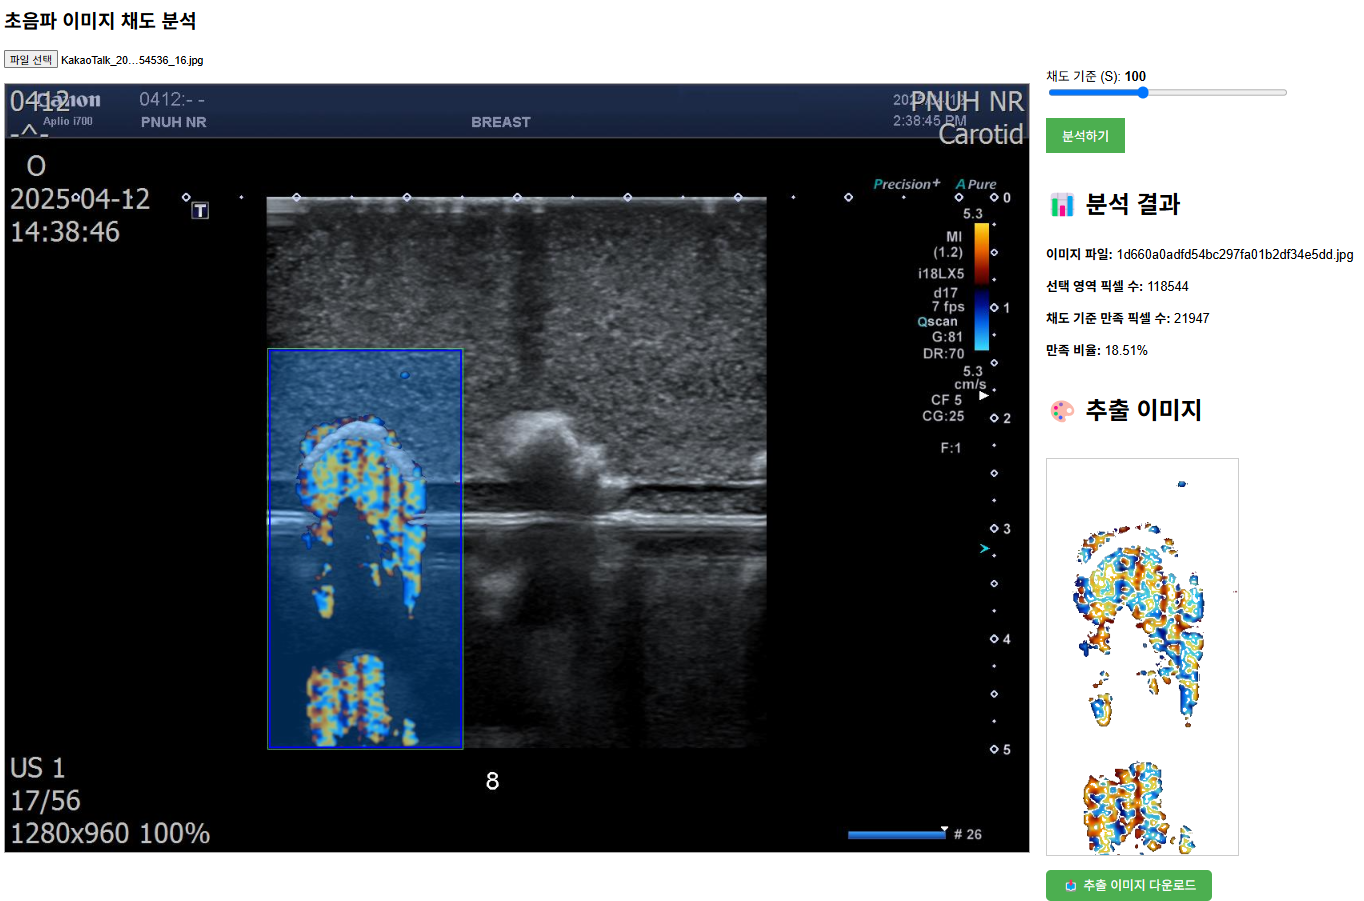 초음파 이미지 채도 분석
파일 선택 KakaoTalk_20...54536_16.jpg
채도 기준 (S): 100
분석하기
0412
Canon
0412:- -
PNUH NR
Aplio i700
PNUH NR
BREAST
2:38:45 PM
-^-
Carotid
O
2025-04-12
14:38:46
T
Precision+ A Pure
0
5.3
MI
(1.2)
i18LX5
d17
7 fps
1
Qscan
G:81
DR:70
5.3
cm/s
CF 5
2
CG:25
F:1
3
4
5
US 1
8
17/56
1280x960 100%
# 26
분석 결과
이미지 파일: 1d660a0adfd54bc297fa01b2df34e5dd.jpg
선택 영역 픽셀 수: 118544
채도 기준 만족 픽셀 수: 21947
만족 비율: 18.51%
추출 이미지
추출 이미지 다운로드